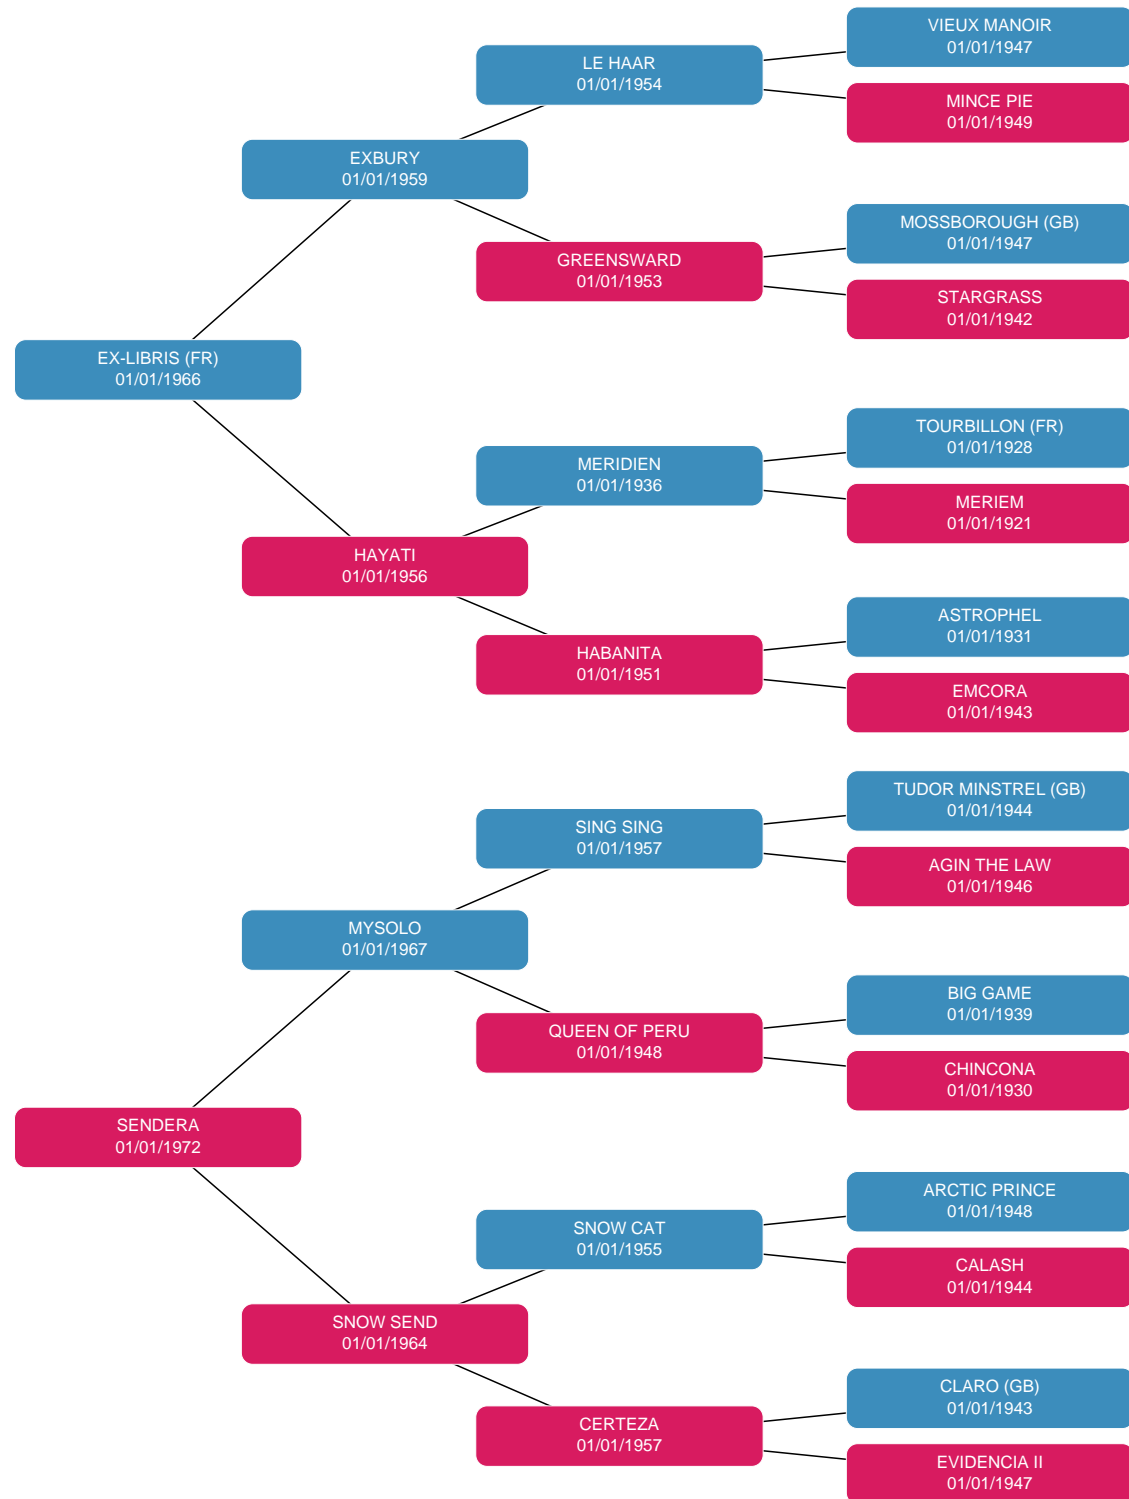 VIEUX MANOIR
01/01/1947
LE HAAR
01/01/1954
MINCE PIE
01/01/1949
EXBURY
01/01/1959
MOSSBOROUGH (GB)
01/01/1947
GREENSWARD
01/01/1953
STARGRASS
01/01/1942
EX-LIBRIS (FR)
01/01/1966
TOURBILLON (FR)
01/01/1928
MERIDIEN
01/01/1936
MERIEM
01/01/1921
HAYATI
01/01/1956
ASTROPHEL
01/01/1931
HABANITA
01/01/1951
EMCORA
01/01/1943
TUDOR MINSTREL (GB)
01/01/1944
SING SING
01/01/1957
AGIN THE LAW
01/01/1946
MYSOLO
01/01/1967
BIG GAME
01/01/1939
QUEEN OF PERU
01/01/1948
CHINCONA
01/01/1930
SENDERA
01/01/1972
ARCTIC PRINCE
01/01/1948
SNOW CAT
01/01/1955
CALASH
01/01/1944
SNOW SEND
01/01/1964
CLARO (GB)
01/01/1943
CERTEZA
01/01/1957
EVIDENCIA II
01/01/1947